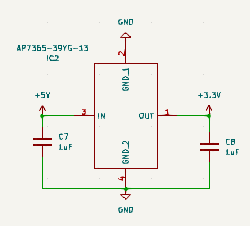 GND
AP7365-39YG-13
IC2
2
GND_1
+5V
+3.3V
3
IN
OUT
1
C7
1uF
C8
1uF
GND_2
4
GND